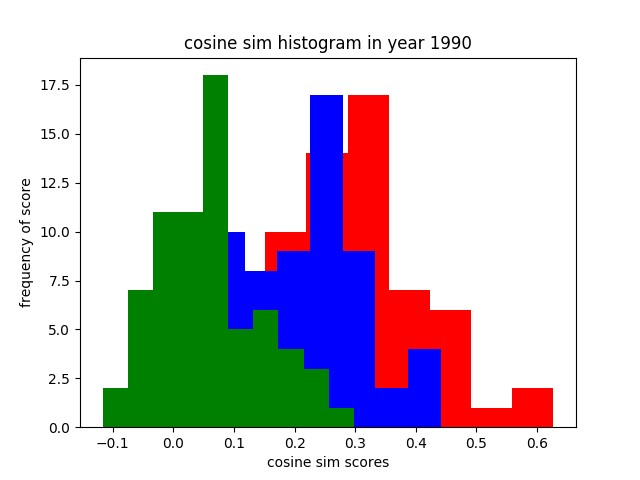 cosine sim histogram in year 1990
frequency of score
17.5
15.0
12.5
10.0
7.5
5.0
2.5
0.0
−0.1 0.0 0.1 0.2 0.3 0.4 0.5 0.6
cosine sim scores